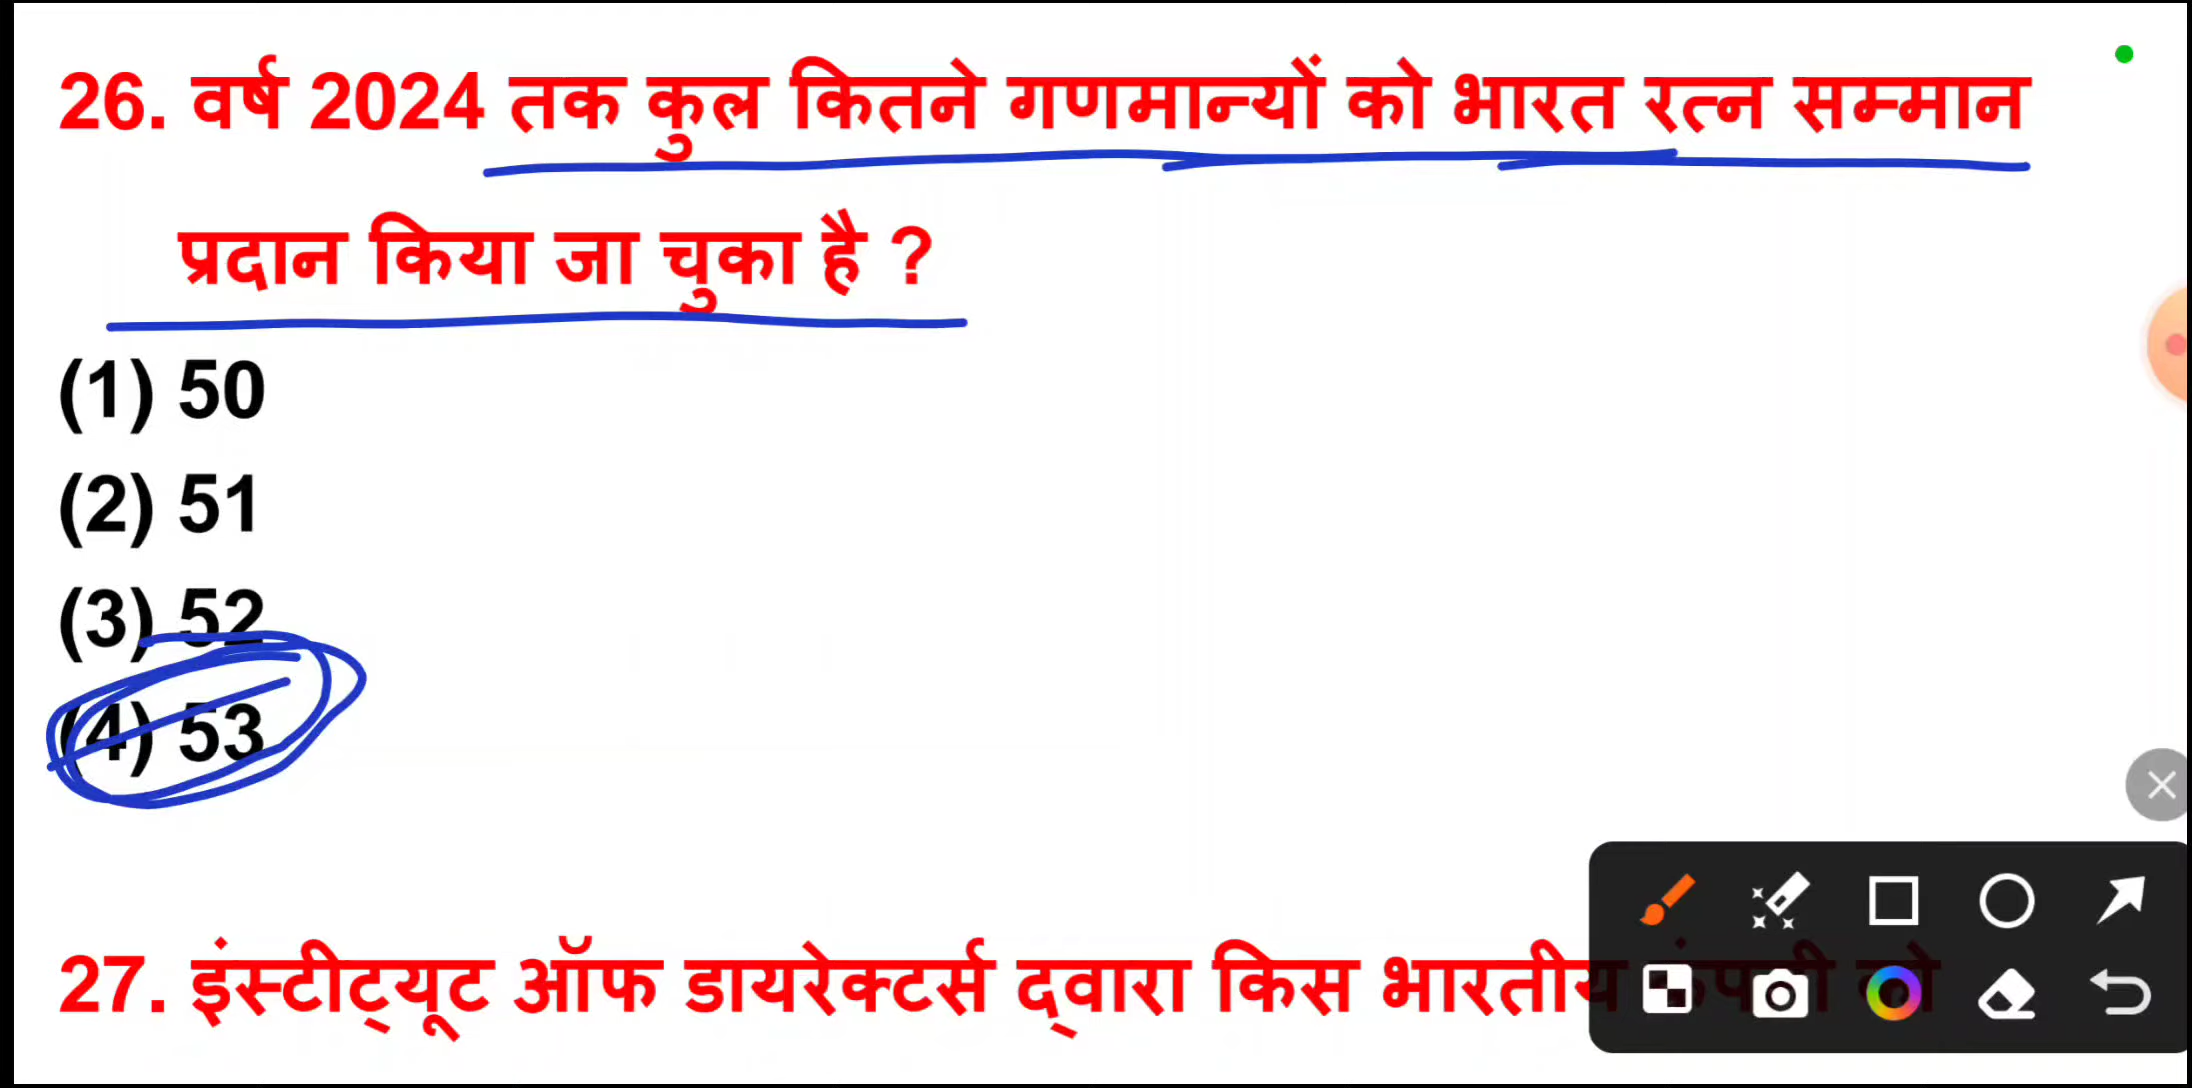 26. वर्ष 2024 तक कुल कितने गणमान्यों को भारत रत्न सम्मान
प्रदान किया जा चुका है ?
(1) 50
(2) 51
(3) 52
(4) 53
27. इंस्टीट्यूट ऑफ डायरेक्टर्स द्वारा किस भारतीय कंपनी को